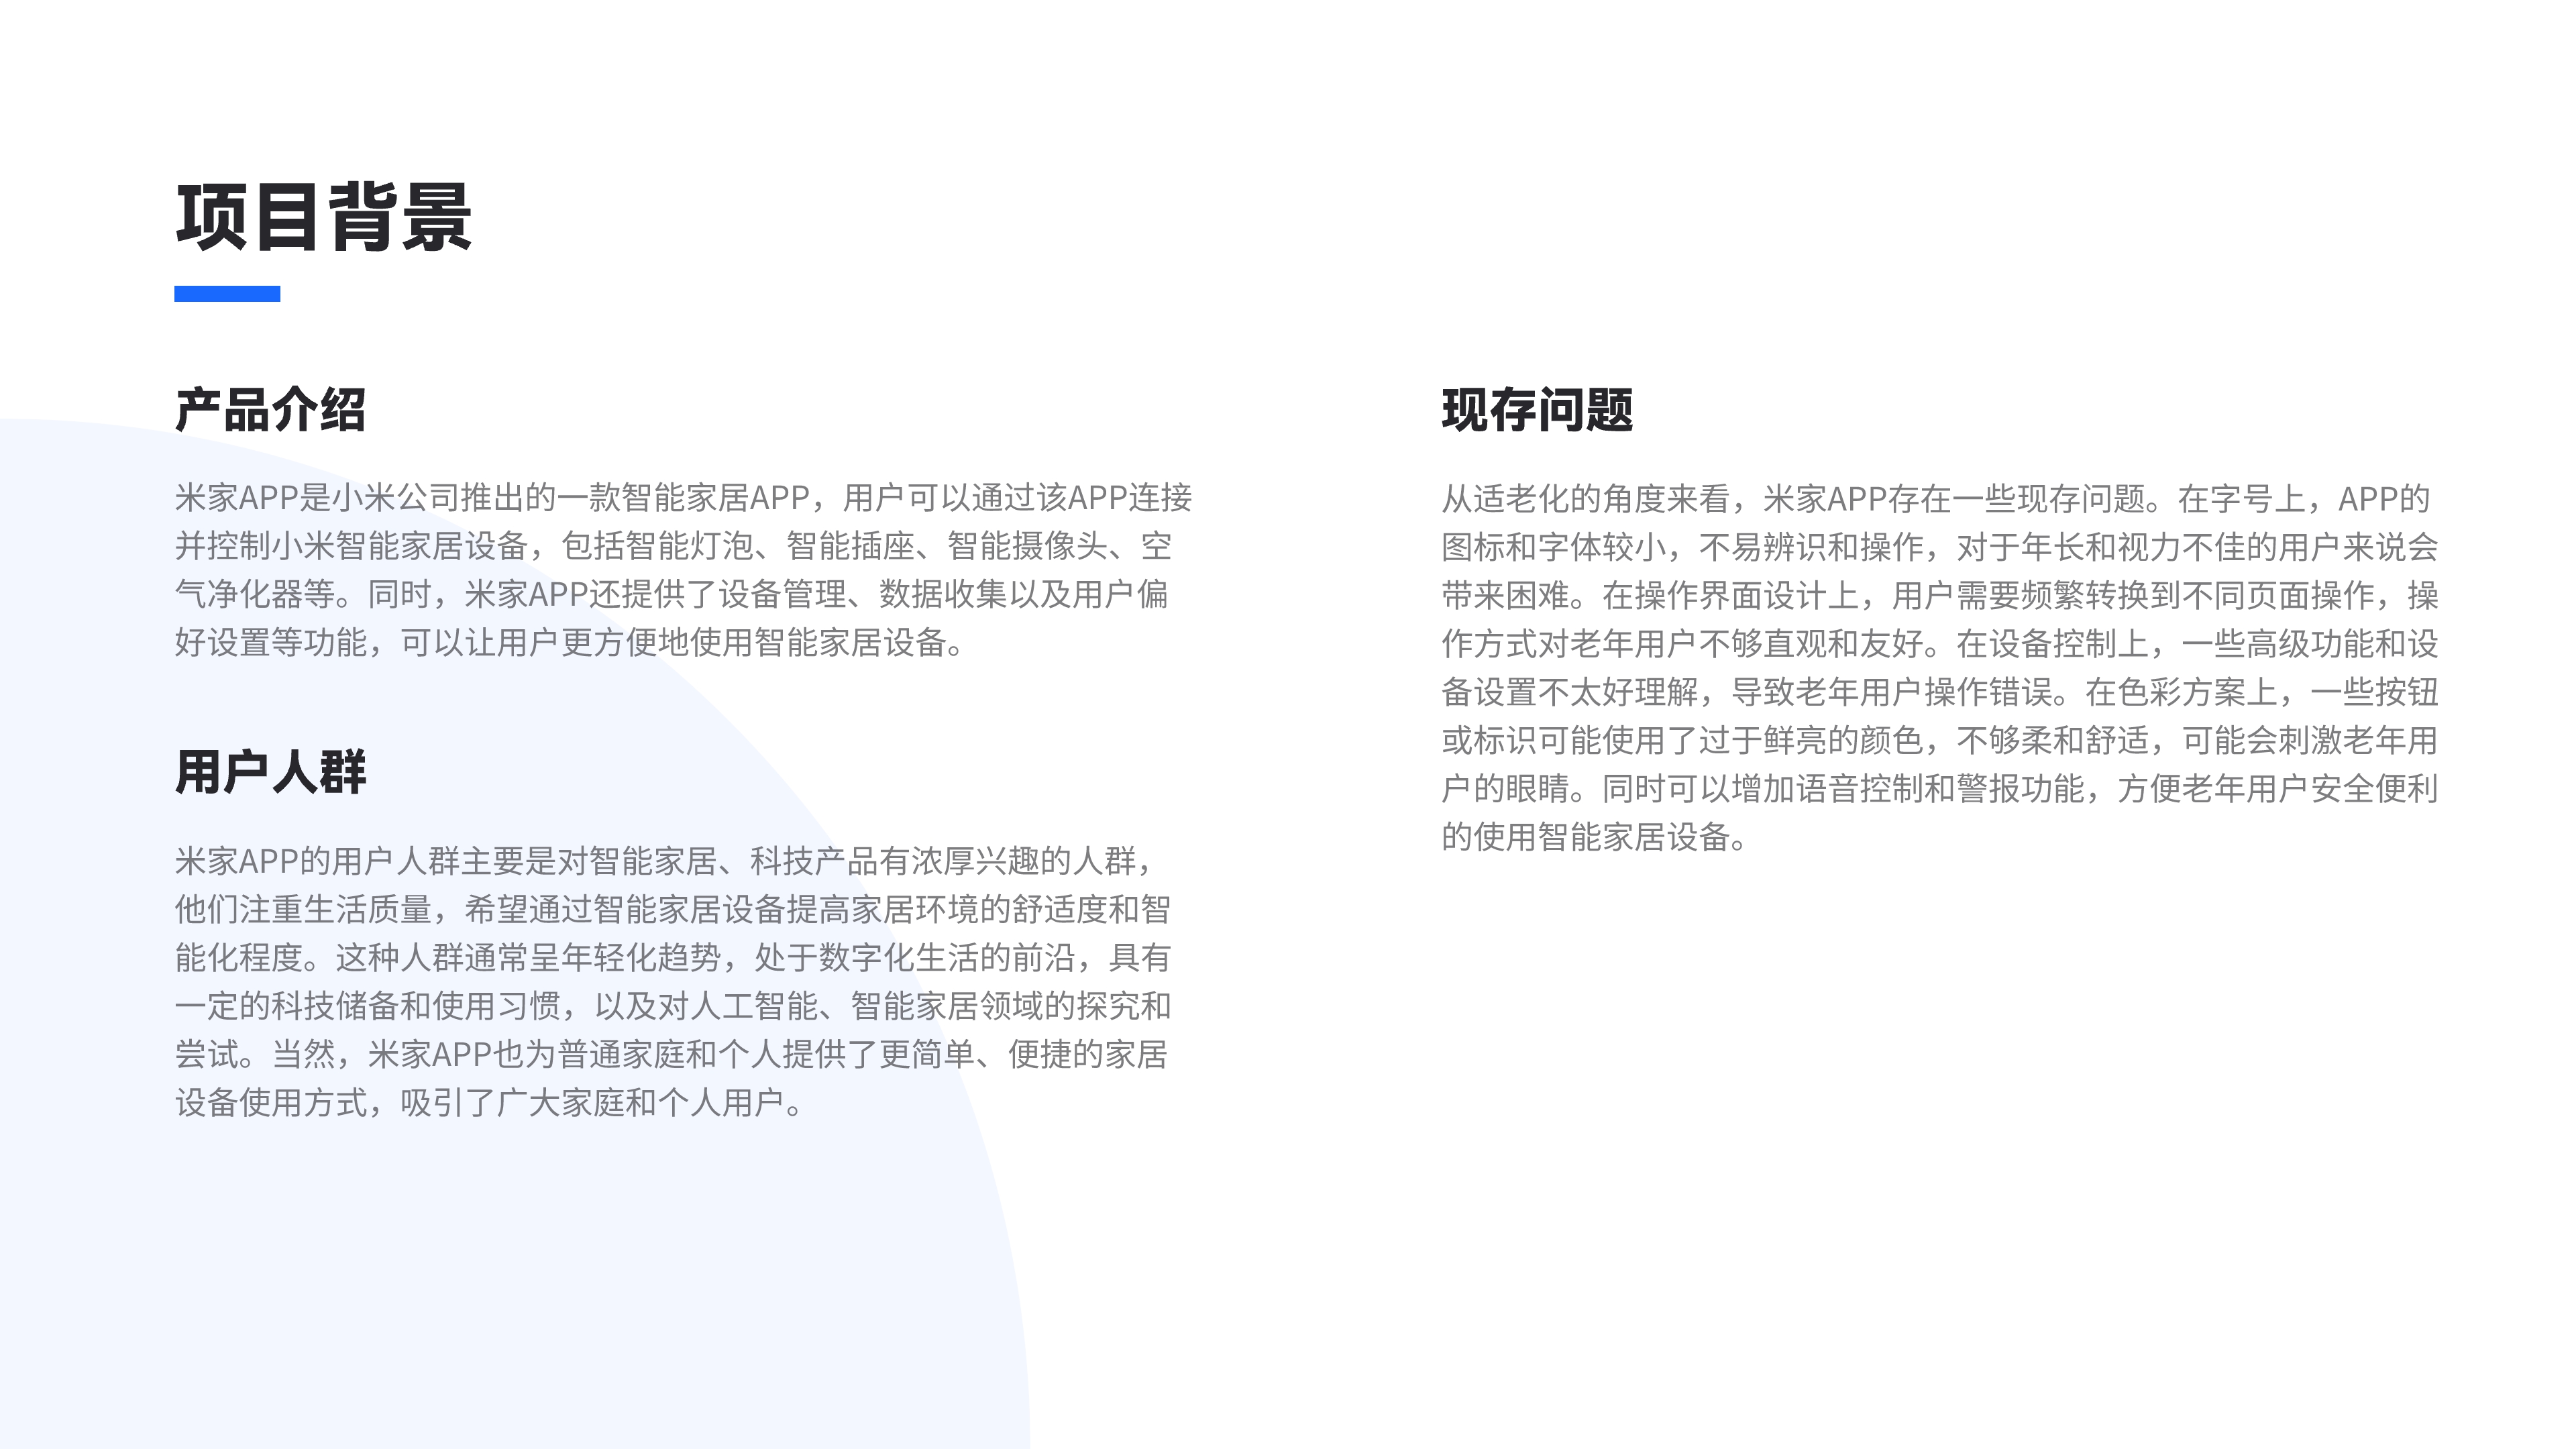 项目背景
产品介绍
米家APP是小米公司推出的一款智能家居APP，用户可以通过该APP连接
并控制小米智能家居设备，包括智能灯泡、智能插座、智能摄像头、空
气净化器等。同时，米家APP还提供了设备管理、数据收集以及用户偏
好设置等功能，可以让用户更方便地使用智能家居设备。
用户人群
米家APP的用户人群主要是对智能家居、科技产品有浓厚兴趣的人群，
他们注重生活质量，希望通过智能家居设备提高家居环境的舒适度和智
能化程度。这种人群通常呈年轻化趋势，处于数字化生活的前沿，具有
一定的科技储备和使用习惯，以及对人工智能、智能家居领域的探究和
尝试。当然，米家APP也为普通家庭和个人提供了更简单、便捷的家居
设备使用方式，吸引了广大家庭和个人用户。
现存问题
从适老化的角度来看，米家APP存在一些现存问题。在字号上，APP的
图标和字体较小，不易辨识和操作，对于年长和视力不佳的用户来说会
带来困难。在操作界面设计上，用户需要频繁转换到不同页面操作，操
作方式对老年用户不够直观和友好。在设备控制上，一些高级功能和设
备设置不太好理解，导致老年用户操作错误。在色彩方案上，一些按钮
或标识可能使用了过于鲜亮的颜色，不够柔和舒适，可能会刺激老年用
户的眼睛。同时可以增加语音控制和警报功能，方便老年用户安全便利
的使用智能家居设备。